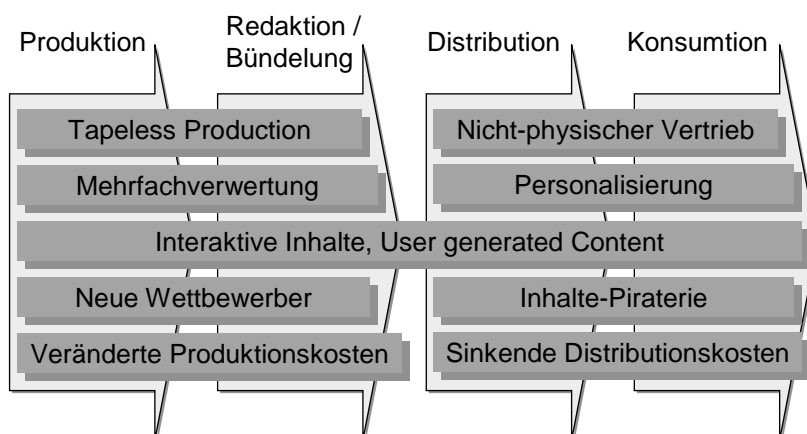 Produktion
Redaktion /
Bündelung
Distribution
Konsumtion
Tapeless Production
Nicht-physischer Vertrieb
Mehrfachverwertung
Personalisierung
Interaktive Inhalte, User generated Content
Neue Wettbewerber
Inhalte-Piraterie
Veränderte Produktionskosten
Sinkende Distributionskosten